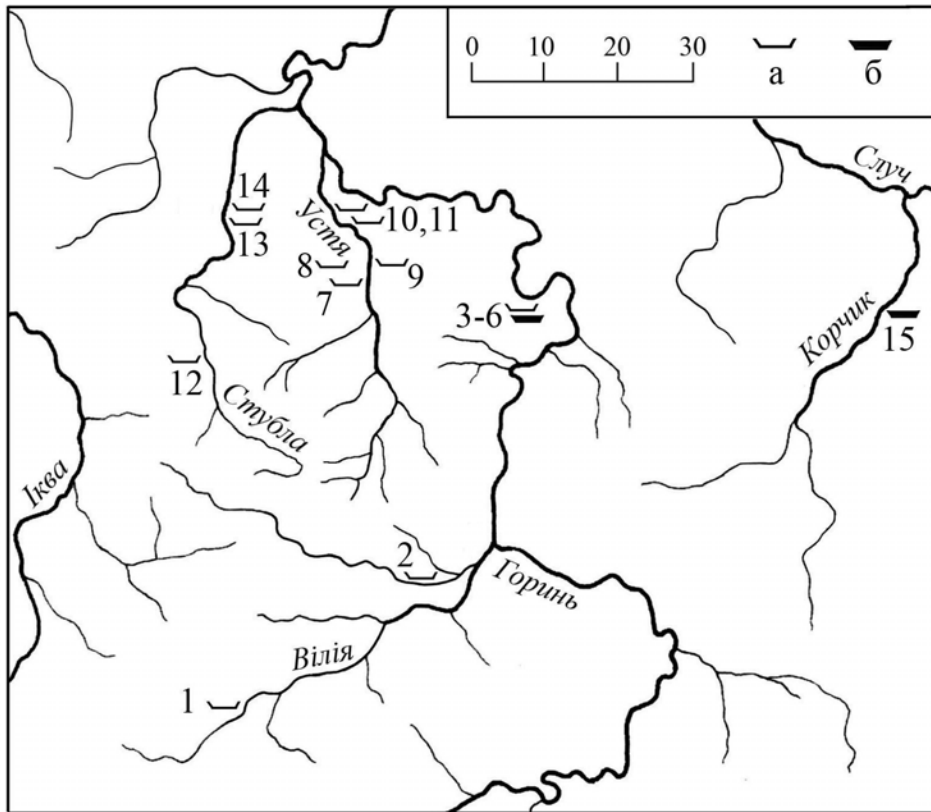 0 10 20 30
а б
Случ
14
13
Устя
10,11
8
9
7
3-6
Корчик
15
12
Стубла
Іква
2
Горинь
Вілія
1